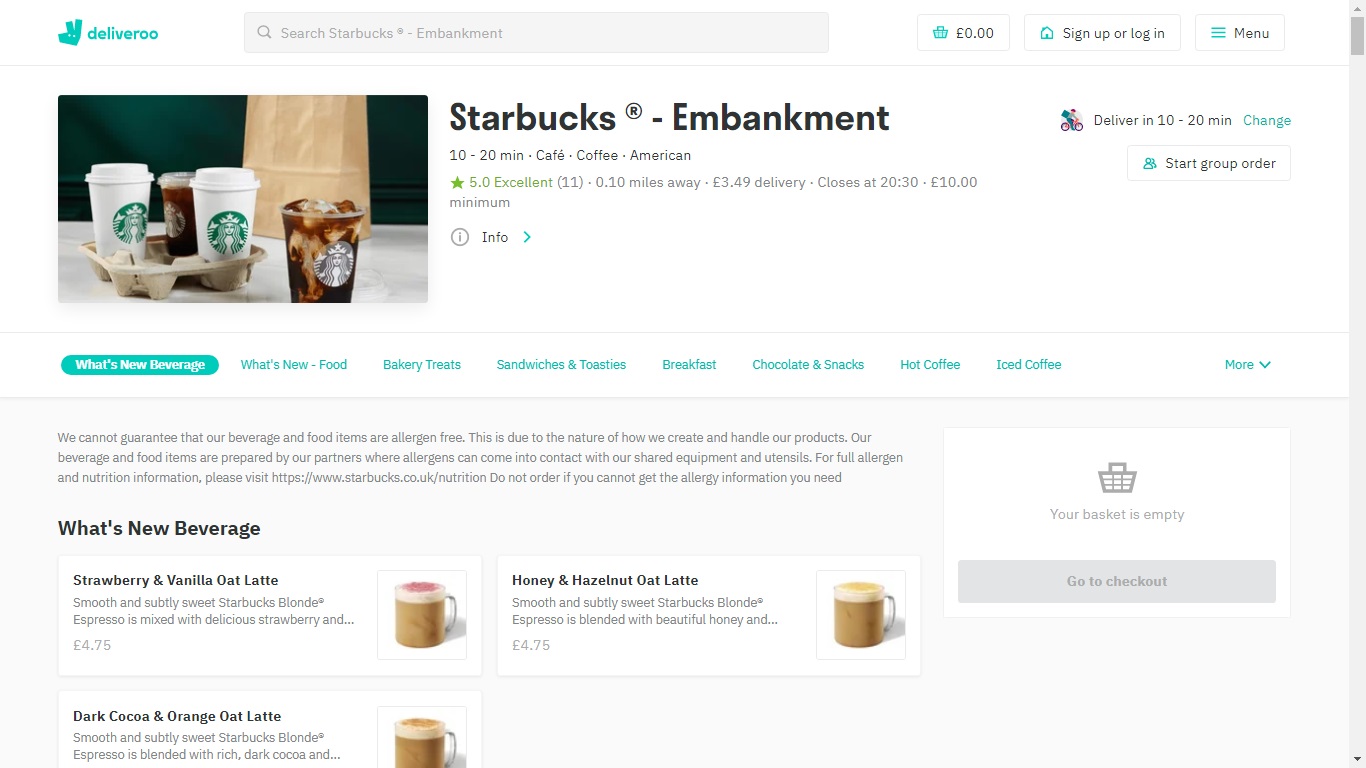 deliveroo
Search Starbucks ® - Embankment
£0.00
Sign up or log in
Menu
Starbucks ® - Embankment
10 - 20 min · Café · Coffee · American
5.0 Excellent (11) · 0.10 miles away · £3.49 delivery · Closes at 20:30 · £10.00
minimum
Info
Deliver in 10 - 20 min Change
Start group order
What's New Beverage
What's New - Food
Bakery Treats
Sandwiches & Toasties
Breakfast
Chocolate & Snacks
Hot Coffee
Iced Coffee
More
We cannot guarantee that our beverage and food items are allergen free. This is due to the nature of how we create and handle our products. Our
beverage and food items are prepared by our partners where allergens can come into contact with our shared equipment and utensils. For full allergen
and nutrition information, please visit https://www.starbucks.co.uk/nutrition Do not order if you cannot get the allergy information you need
Your basket is empty
Go to checkout
What's New Beverage
Strawberry & Vanilla Oat Latte
Smooth and subtly sweet Starbucks Blonde®
Espresso is mixed with delicious strawberry and...
£4.75
Honey & Hazelnut Oat Latte
Smooth and subtly sweet Starbucks Blonde®
Espresso is blended with beautiful honey and...
£4.75
Dark Cocoa & Orange Oat Latte
Smooth and subtly sweet Starbucks Blonde®
Espresso is blended with rich, dark cocoa and...